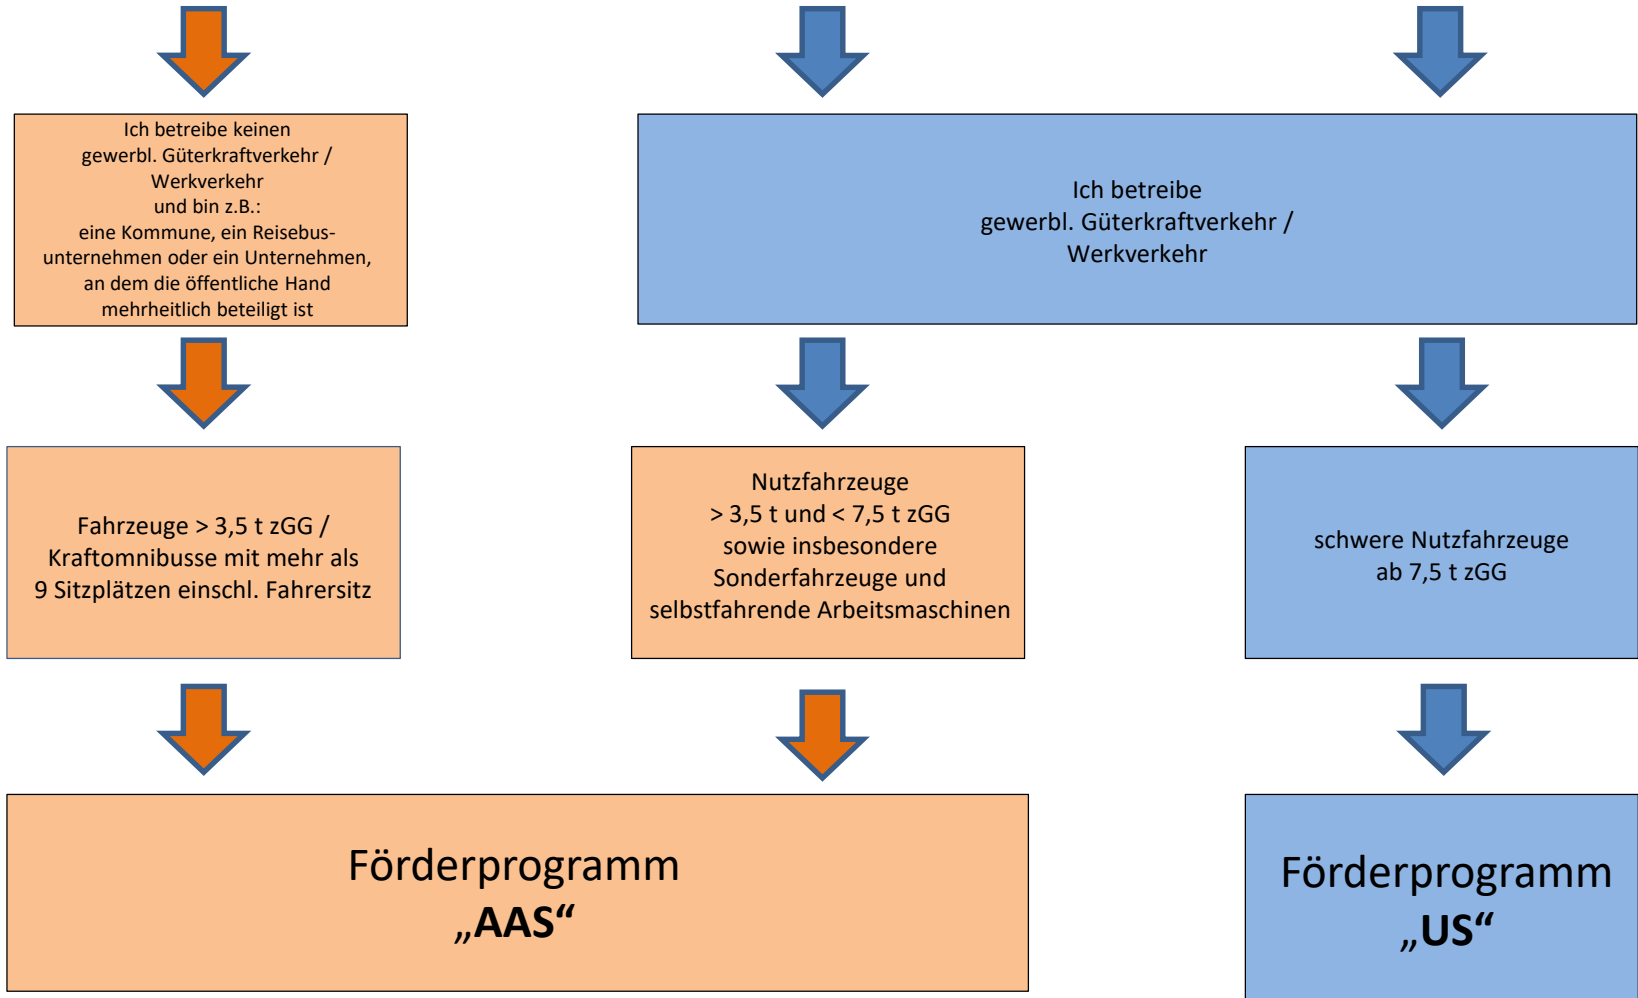 Ich betreibe keinen
gewerbl. Güterkraftverkehr /
Werkverkehr
und bin z.B.:
eine Kommune, ein Reisebus-
unternehmen oder ein Unternehmen,
an dem die öffentliche Hand
mehrheitlich beteiligt ist
Ich betreibe
gewerbl. Güterkraftverkehr /
Werkverkehr
Fahrzeuge > 3,5 t zGG /
Kraftomnibusse mit mehr als
9 Sitzplätzen einschl. Fahrersitz
Nutzfahrzeuge
> 3,5 t und < 7,5 t zGG
sowie insbesondere
Sonderfahrzeuge und
selbstfahrende Arbeitsmaschinen
schwere Nutzfahrzeuge
ab 7,5 t zGG
Förderprogramm
„AAS“
Förderprogramm
„US“